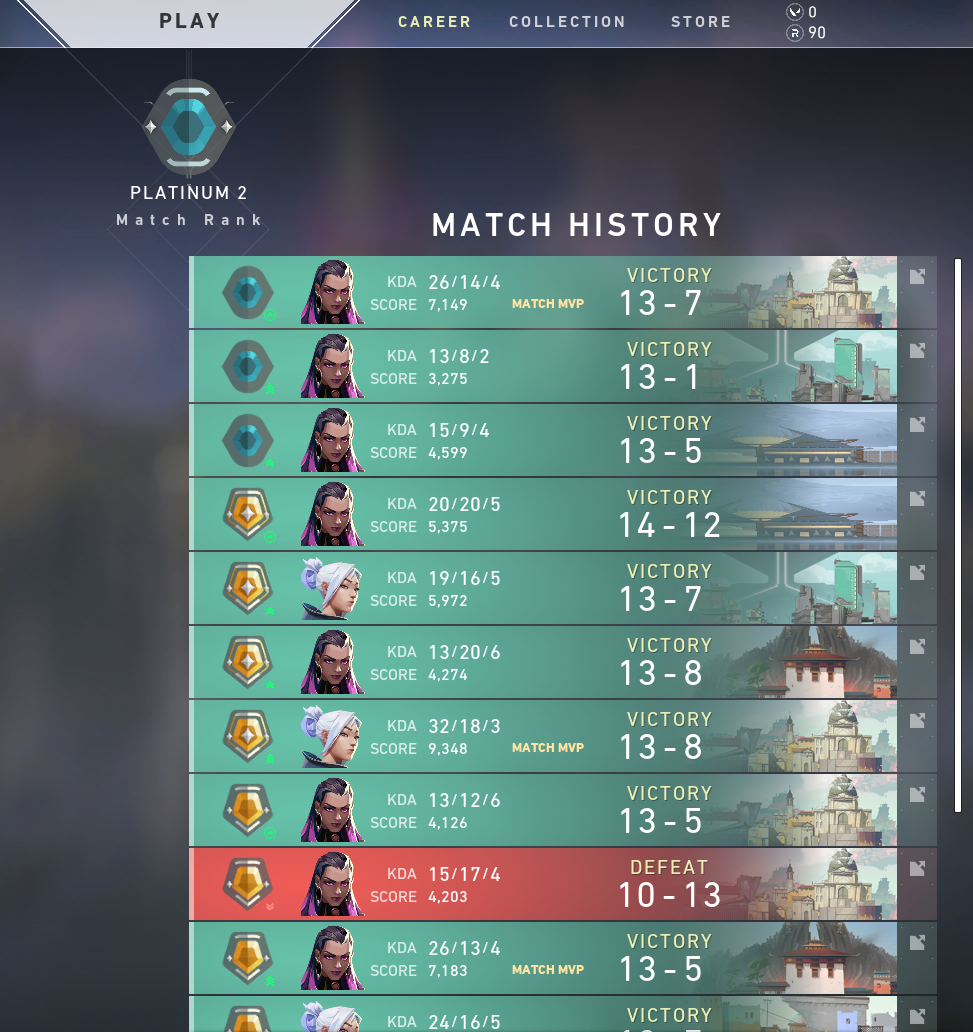 PLAY
CAREER
COLLECTION
STORE
0
90
PLATINUM 2
Match Rank
MATCH HISTORY
KDA 26/14/4
VICTORY
SCORE 7,149
MATCH MVP
13-7
KDA 13/8/2
VICTORY
SCORE 3,275
13-1
KDA 15/9/4
VICTORY
SCORE 4,599
13-5
KDA 20/20/5
VICTORY
SCORE 5,375
14-12
KDA 19/16/5
VICTORY
SCORE 5,972
13-7
KDA 13/20/6
VICTORY
SCORE 4,274
13-8
KDA 32/18/3
VICTORY
SCORE 9,348
MATCH MVP
13-8
KDA 13/12/6
VICTORY
SCORE 4,126
13-5
KDA 15/17/4
DEFEAT
SCORE 4,203
10-13
KDA 26/13/4
VICTORY
SCORE 7,183
MATCH MVP
13-5
KDA 24/16/5
VICTORY